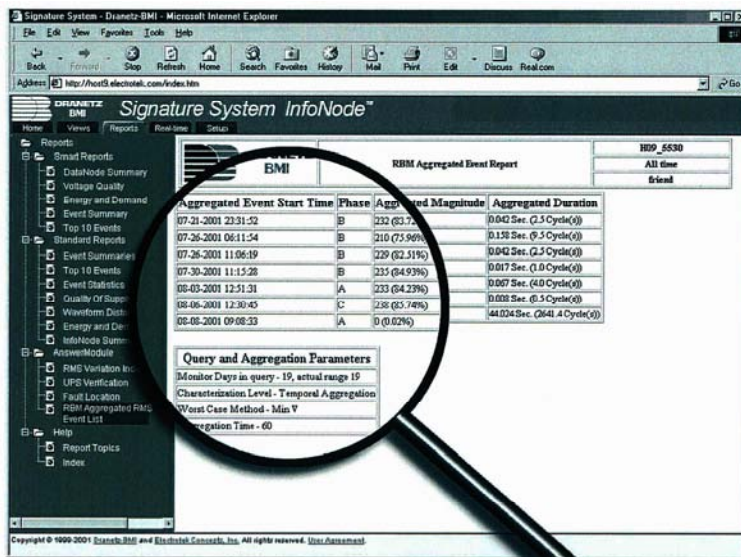 Signature System - Dranetz-BMI - Microsoft Internet Explorer
File Edit View Favorites Tools Help
Back Forward Stop Refresh Home Search Favorites History Mail Print Edit Discuss Real.com
Address http://host9.electrotek.com/index.htm Go
DRANETZ BMI Signature System InfoNode™
Home Views Reports Real-time Setup
Reports
Smart Reports
DataNode Summary
Voltage Quality
Energy and Demand
Event Summary
Top 10 Events
Standard Reports
Event Summaries
Top 10 Events
Event Statistics
Quality Of
Waveform
Energy and
InfoNode
AnswerModule
RMS Variation
UPS Verification
Fault Location
RBM Aggregated RMS Event List
Help
Report Topics
Index
BMI
RBM Aggregated Event Report
H09_5530
All time
friend
Aggregated Event Start Time Phase Magnitude Aggregated Duration
07-21-2001 23:31:52 B 232 0.042 Sec. (2.5 Cycle(s))
07-26-2001 06:11:54 B 210 (75.96%) 0.158 Sec. (9.5 Cycle(s))
07-26-2001 11:06:19 B 229 (82.51%) 0.042 Sec. (2.5 Cycle(s))
07-30-2001 11:15:28 B 235 (84.93%) 0.017 Sec. (1.0 Cycle(s))
08-03-2001 12:51:31 A 233 (84.23%) 0.067 Sec. (4.0 Cycle(s))
08-06-2001 12:30:45 C 238 (85.74%) 0.008 Sec. (0.5 Cycle(s))
08-08-2001 09:08:33 A 0 (0.02%) 44.024 Sec. (2641.4 Cycle(s))
Query and Aggregation Parameters
Monitor Days in query - 19, actual range 19
Characterization Level - Temporal Aggregation
Worst Case Method - Min V
Time - 60
Copyright © 1999-2001 Dranetz-BMI and Electrotek Concepts, Inc. All rights reserved. User Agreement.